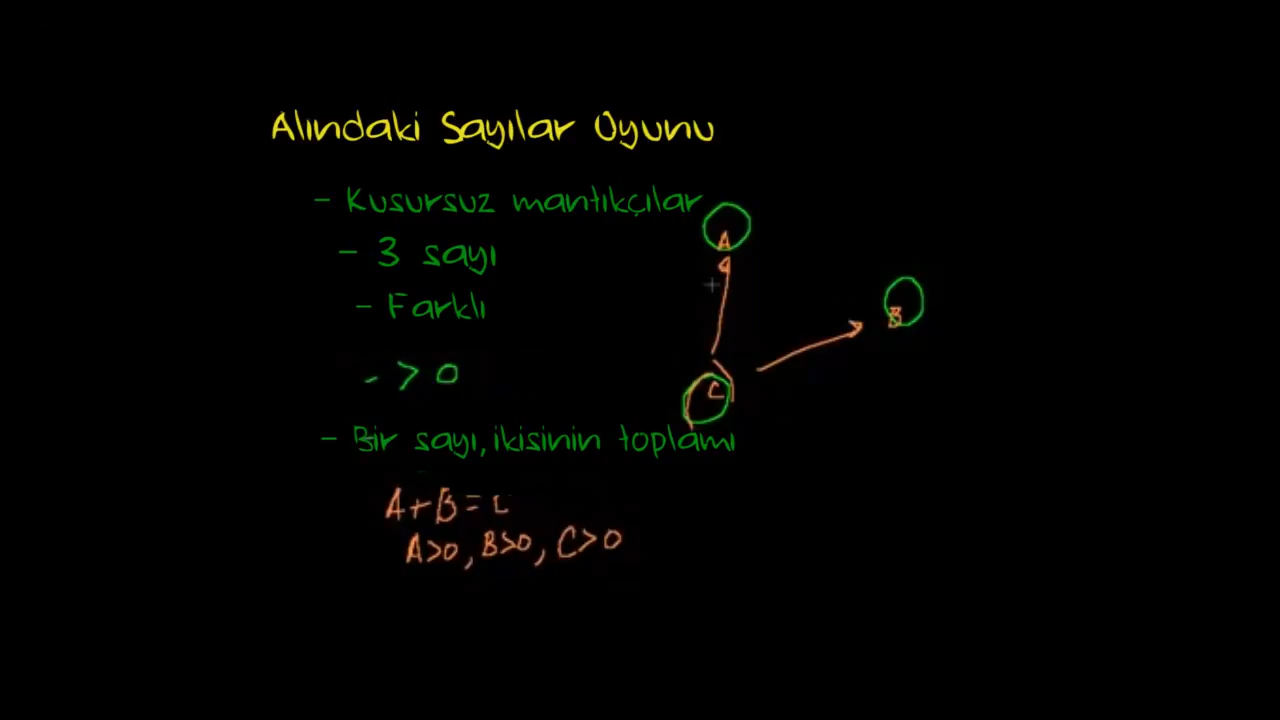 Alındaki Sayılar Oyunu
- Kusursuz mantıkçılar
- 3 sayı
- Farklı
- > 0
- Bir sayı, ikisinin toplamı
A
B
C
A+B=C
A>0, B>0, C>0